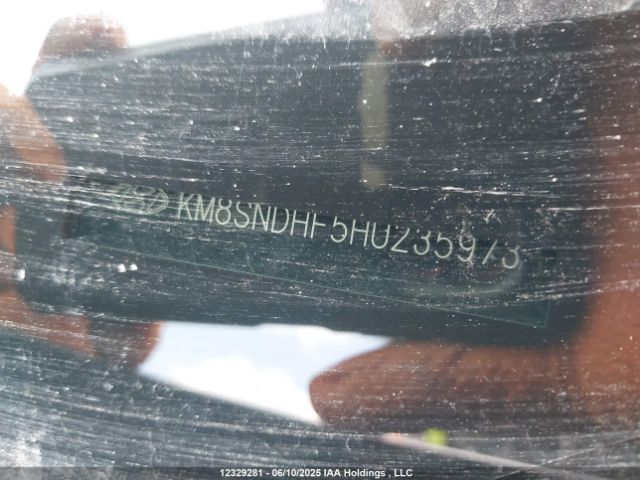 KM8SNDHF5HU235973
12329281 - 06/10/2025 IAA Holdings , LLC